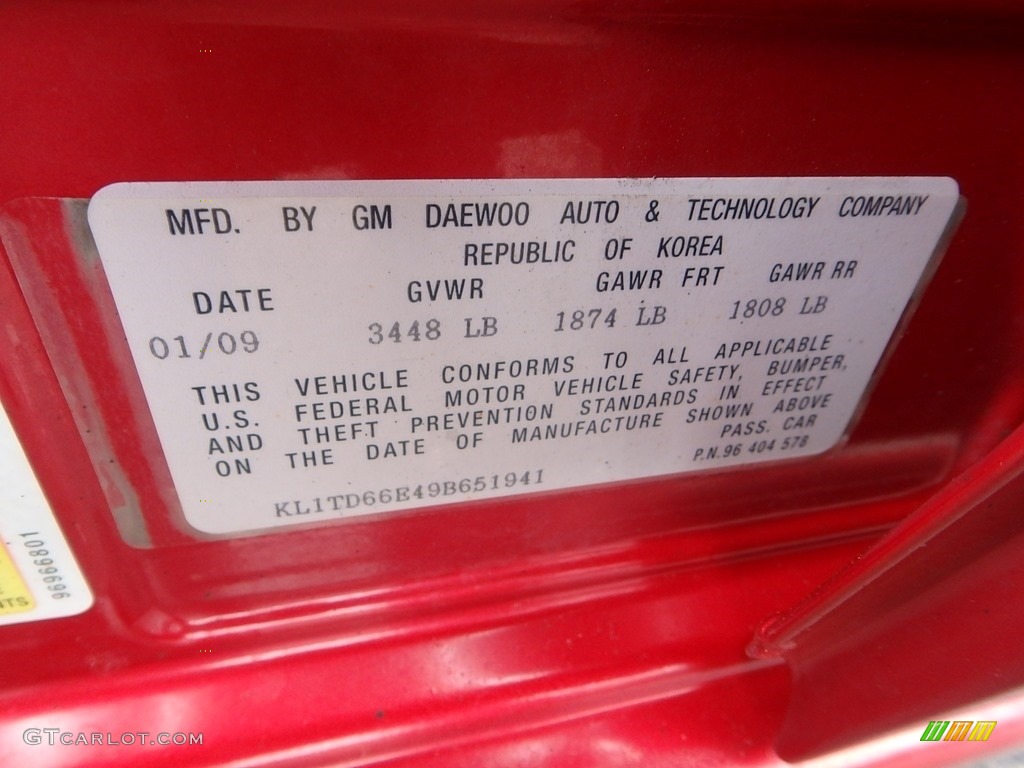 MFD. BY GM DAEWOO AUTO & TECHNOLOGY COMPANY
REPUBLIC OF KOREA
DATE GVWR GAWR FRT GAWR RR
01/09 3448 LB 1874 LB 1808 LB
THIS VEHICLE CONFORMS TO ALL APPLICABLE
U.S. FEDERAL MOTOR VEHICLE SAFETY, BUMPER,
AND THEFT PREVENTION STANDARDS IN EFFECT
ON THE DATE OF MANUFACTURE SHOWN ABOVE
PASS. CAR
P.N.96 404 578
KL1TD66E49B651941
96966801
GTCARLOT.COM